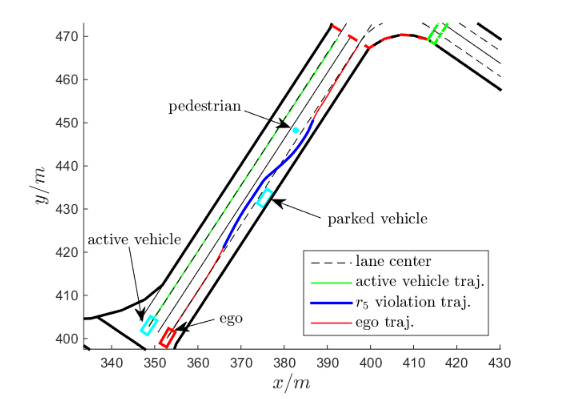 470
460
450
440
430
420
410
400
y/m
pedestrian
parked vehicle
active vehicle
ego
lane center
active vehicle traj.
r₅ violation traj.
ego traj.
340 350 360 370 380 390 400 410 420 430
x/m